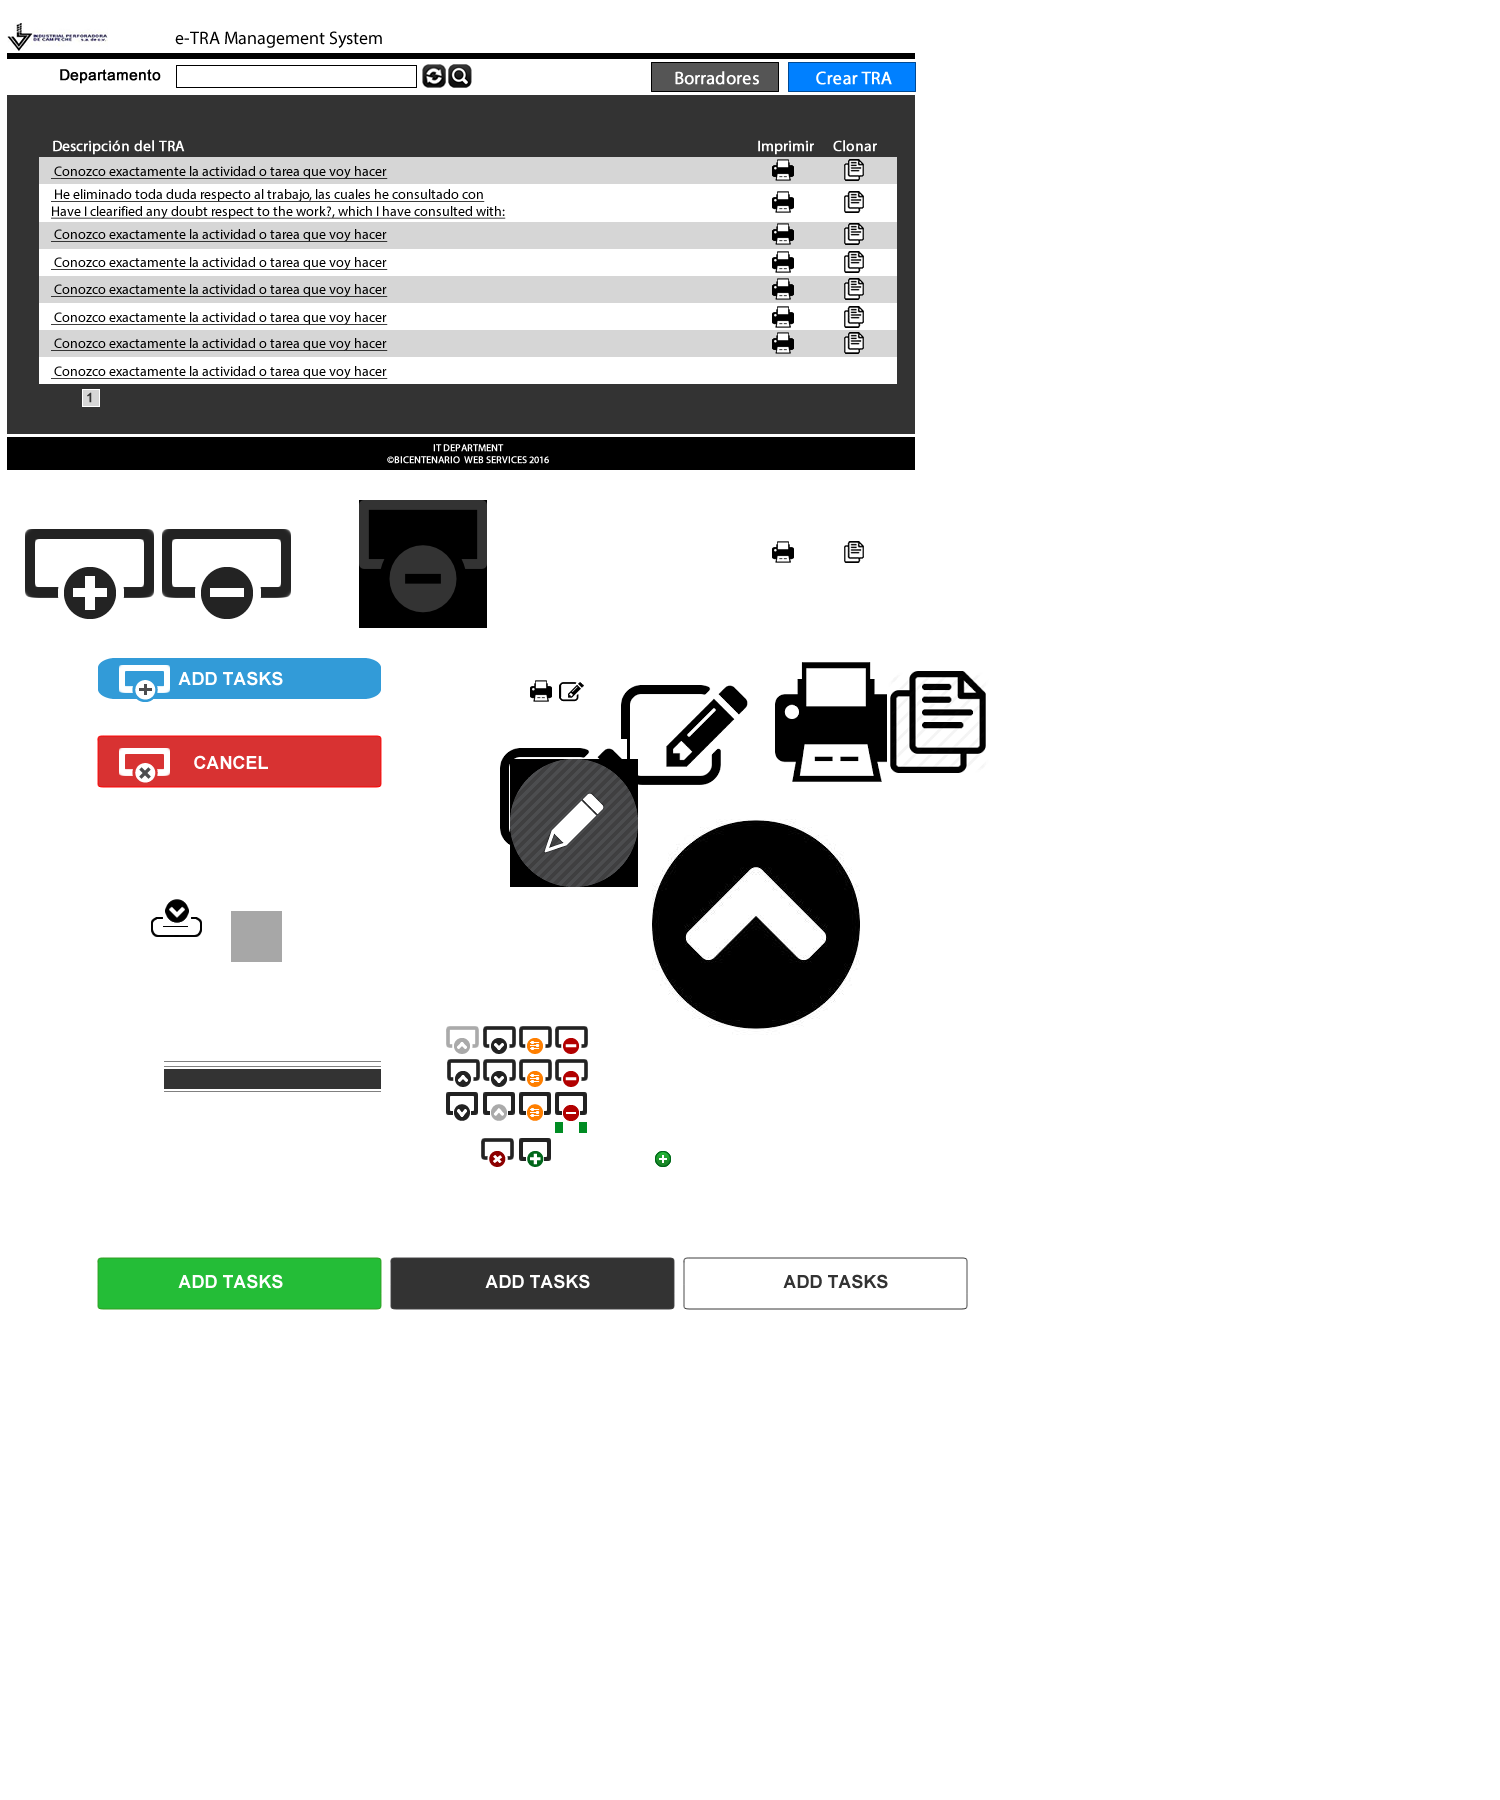 INDUSTRIAL PERFORADORA
DE CAMPECHE S.A. de C.V.
e-TRA Management System
Departamento
Borradores
Crear TRA
Descripción del TRA
Imprimir
Clonar
Conozco exactamente la actividad o tarea que voy hacer
He eliminado toda duda respecto al trabajo, las cuales he consultado con
Have I clearified any doubt respect to the work?, which I have consulted with:
Conozco exactamente la actividad o tarea que voy hacer
Conozco exactamente la actividad o tarea que voy hacer
Conozco exactamente la actividad o tarea que voy hacer
Conozco exactamente la actividad o tarea que voy hacer
Conozco exactamente la actividad o tarea que voy hacer
Conozco exactamente la actividad o tarea que voy hacer
1
IT DEPARTMENT
©BICENTENARIO WEB SERVICES 2016
ADD TASKS
CANCEL
ADD TASKS
ADD TASKS
ADD TASKS